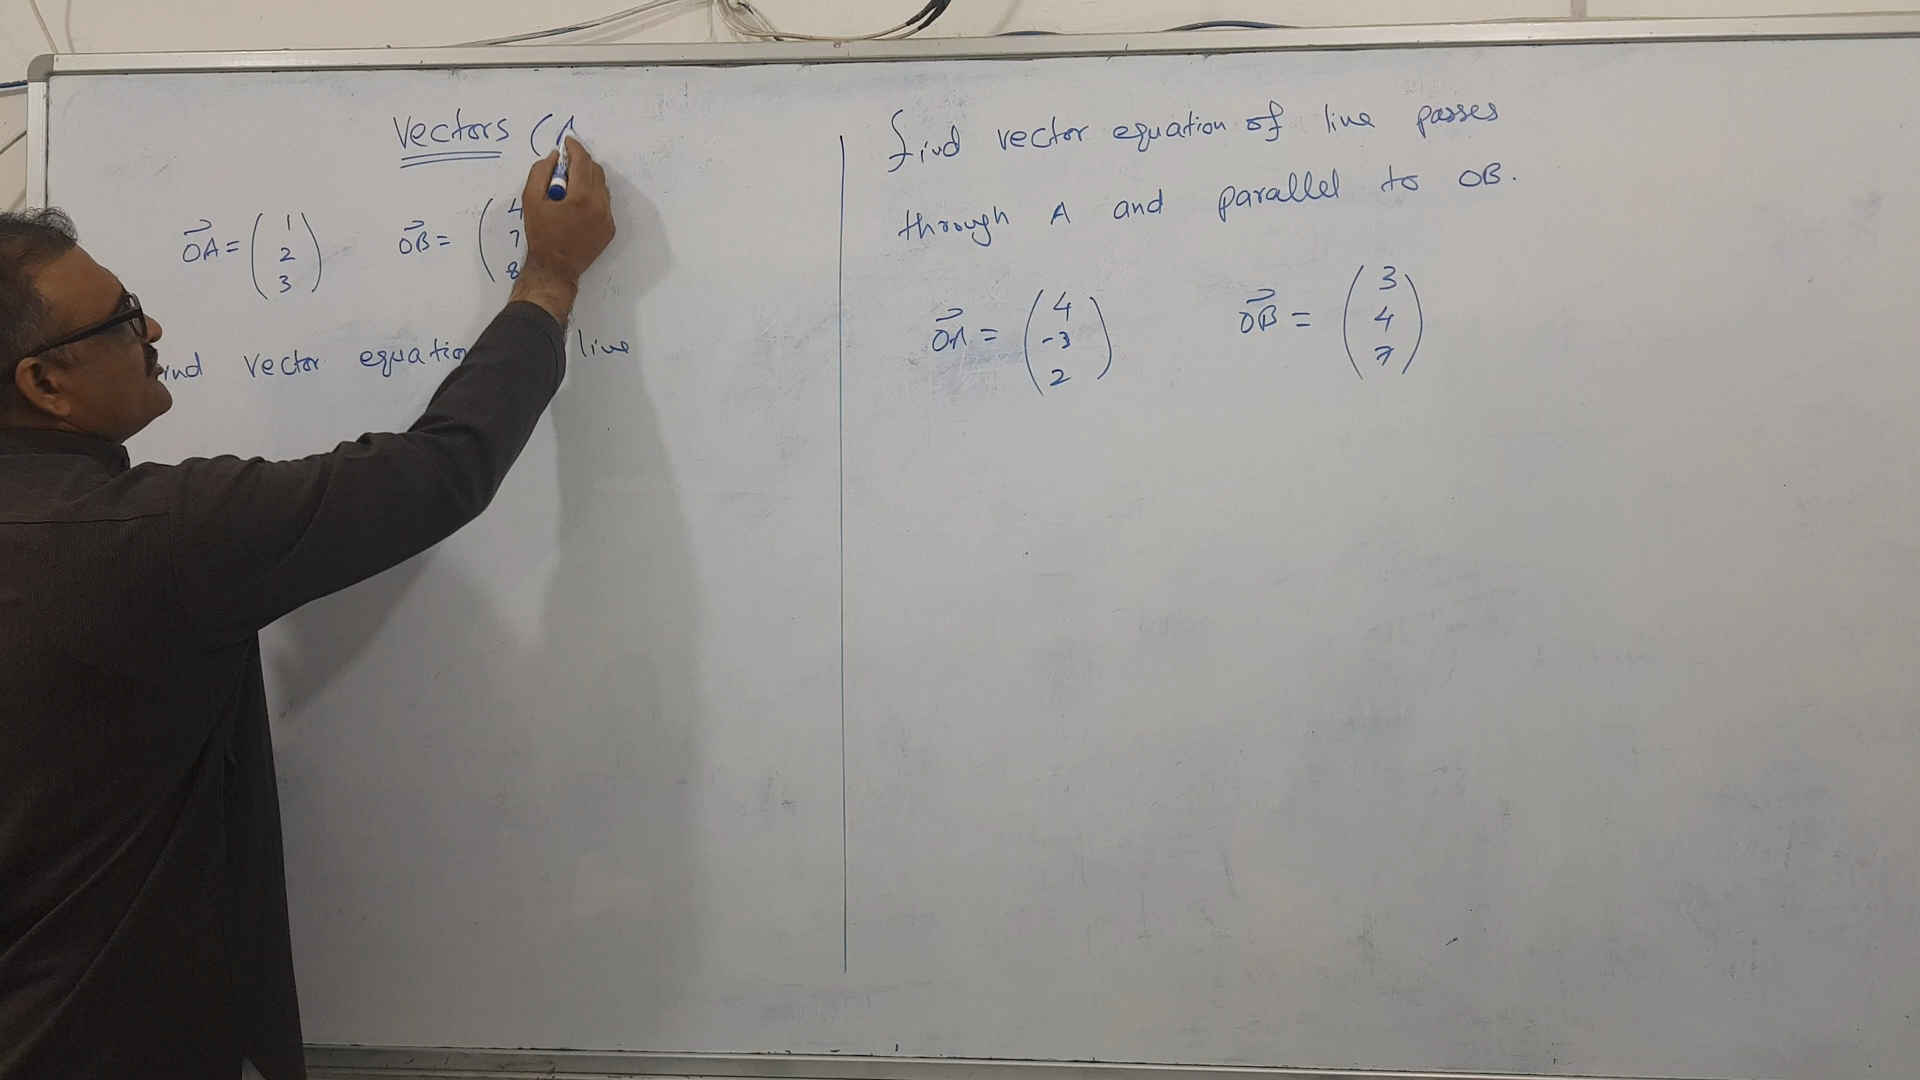 Vectors (
OA = ( 1 2 3 ) OB = ( 4 7 8
ind vector equation line
find vector equation of line passes
through A and parallel to OB.
OA = ( 4 -3 2 ) OB = ( 3 4 7 )